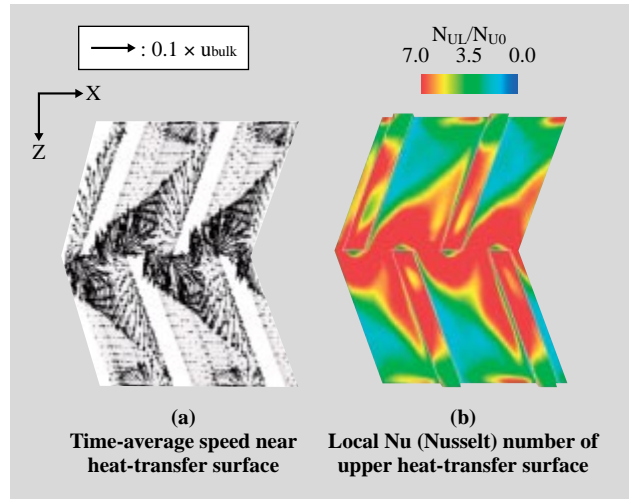 : 0.1 × ubulk
NUL/NU0
7.0 3.5 0.0
X
Z
(a)
Time-average speed near
heat-transfer surface
(b)
Local Nu (Nusselt) number of
upper heat-transfer surface